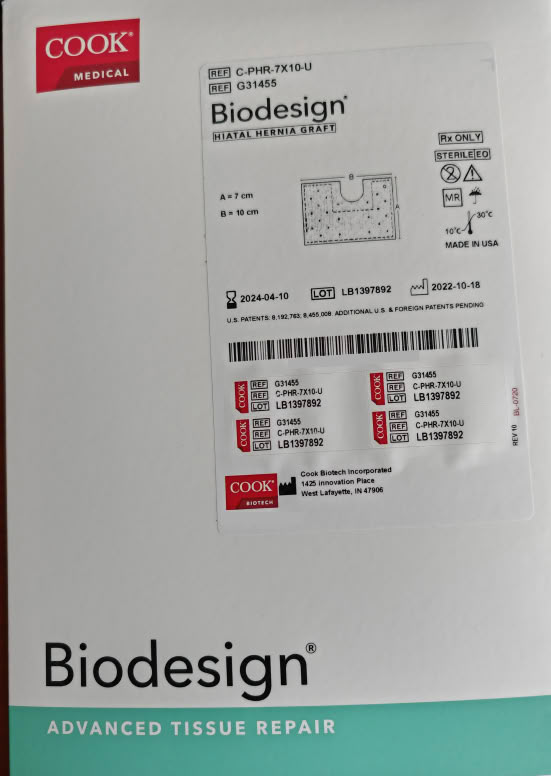 COOK®
MEDICAL
REF C-PHR-7X10-U
REF G31455
Biodesign®
HIATAL HERNIA GRAFT
Rx ONLY
STERILE EO
A = 7 cm
B = 10 cm
B
A
MR
30°C
10°C
MADE IN USA
2024-04-10 LOT LB1397892 2022-10-18
U.S. PATENTS: 8,192,763; 8,455,008. ADDITIONAL U.S. & FOREIGN PATENTS PENDING
COOK
REF G31455
REF C-PHR-7X10-U
LOT LB1397892
COOK
REF G31455
REF C-PHR-7X10-U
LOT LB1397892
COOK
REF G31455
REF C-PHR-7X10-U
LOT LB1397892
COOK
REF G31455
REF C-PHR-7X10-U
LOT LB1397892
REV 10 BL-0720
COOK®
BIOTECH
Cook Biotech Incorporated
1425 Innovation Place
West Lafayette, IN 47906
Biodesign®
ADVANCED TISSUE REPAIR